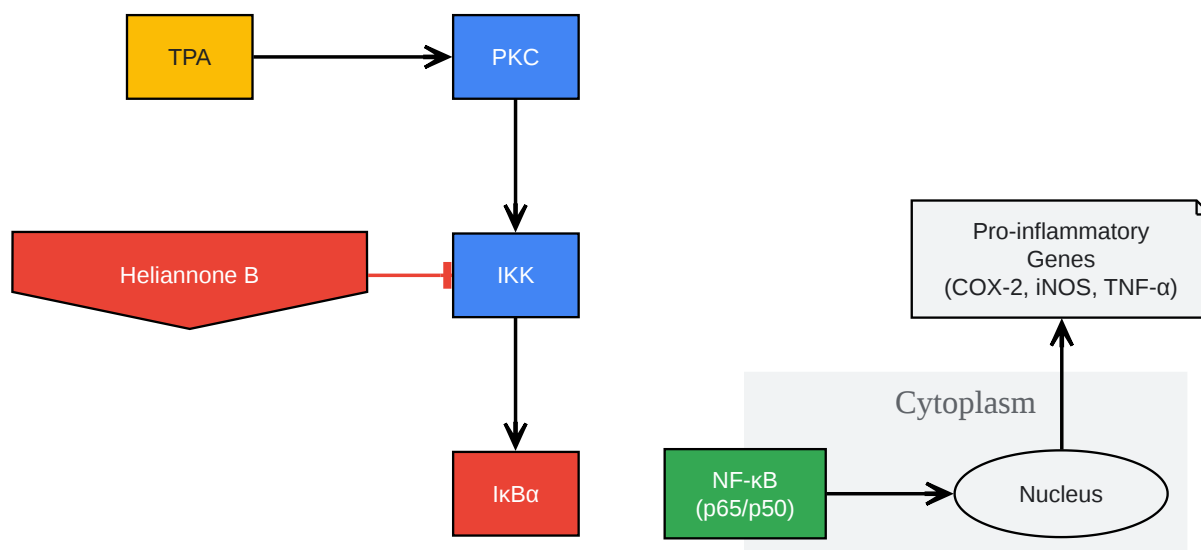 TPA
PKC
Heliannone B
IKK
Pro-inflammatory
Genes
(COX-2, iNOS, TNF-α)
Cytoplasm
IκBα
NF-κB
(p65/p50)
Nucleus